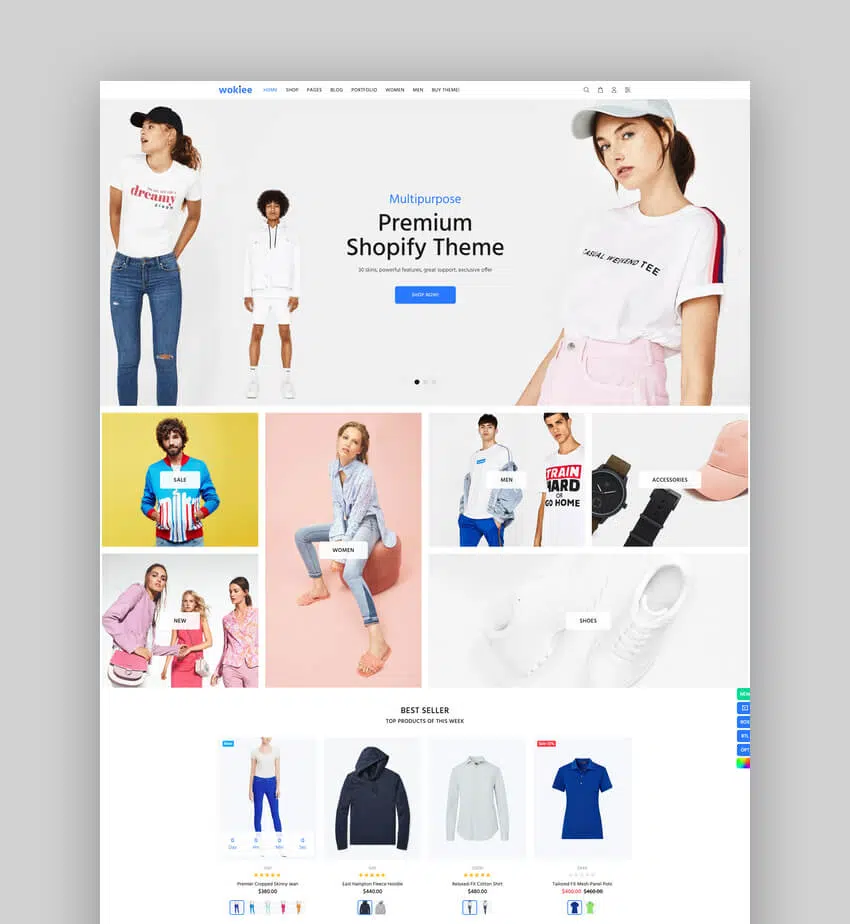 woklee
HOME SHOP PAGES BLOG PORTFOLIO WOMEN MEN BUY THEME!
dreamy
Multipurpose
Premium
Shopify Theme
30 skins, powerful features, great support, exclusive offer
SHOP NOW!
CASUAL WEEKEND TEE
SALE
WOMEN
MEN
TRAIN
HARD
OR
GO HOME
ACCESSORIES
NEW
SHOES
NEW
RTL
BEST SELLER
TOP PRODUCTS OF THIS WEEK
New
0 0 0 0
Day Hrs Min Sec
Premier Cropped Skinny Jean
$380.00
East Hampton Fleece Hoodie
$440.00
Relaxed-Fit Cotton Shirt
$480.00
Tailored Fit Mesh-Panel Polo
$400.00 $460.00